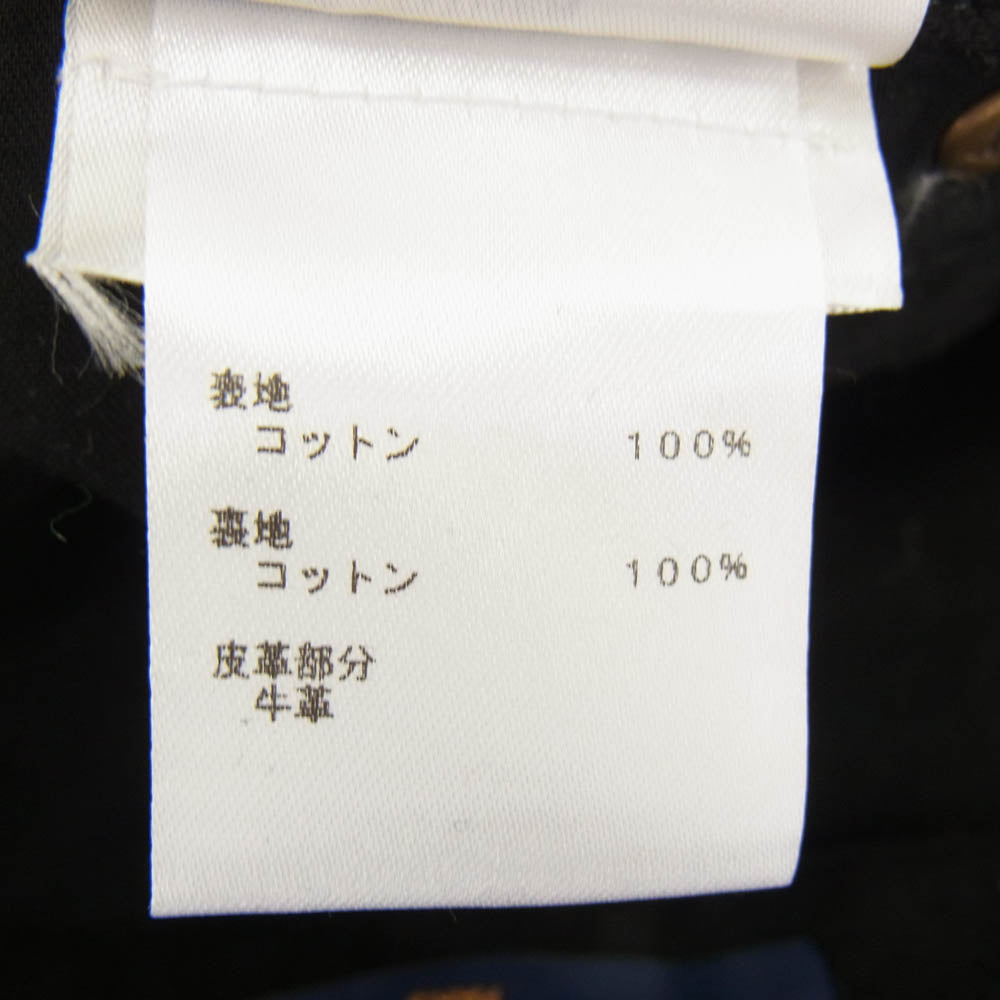 表地
コットン 100%
裏地
コットン 100%
皮革部分
牛革